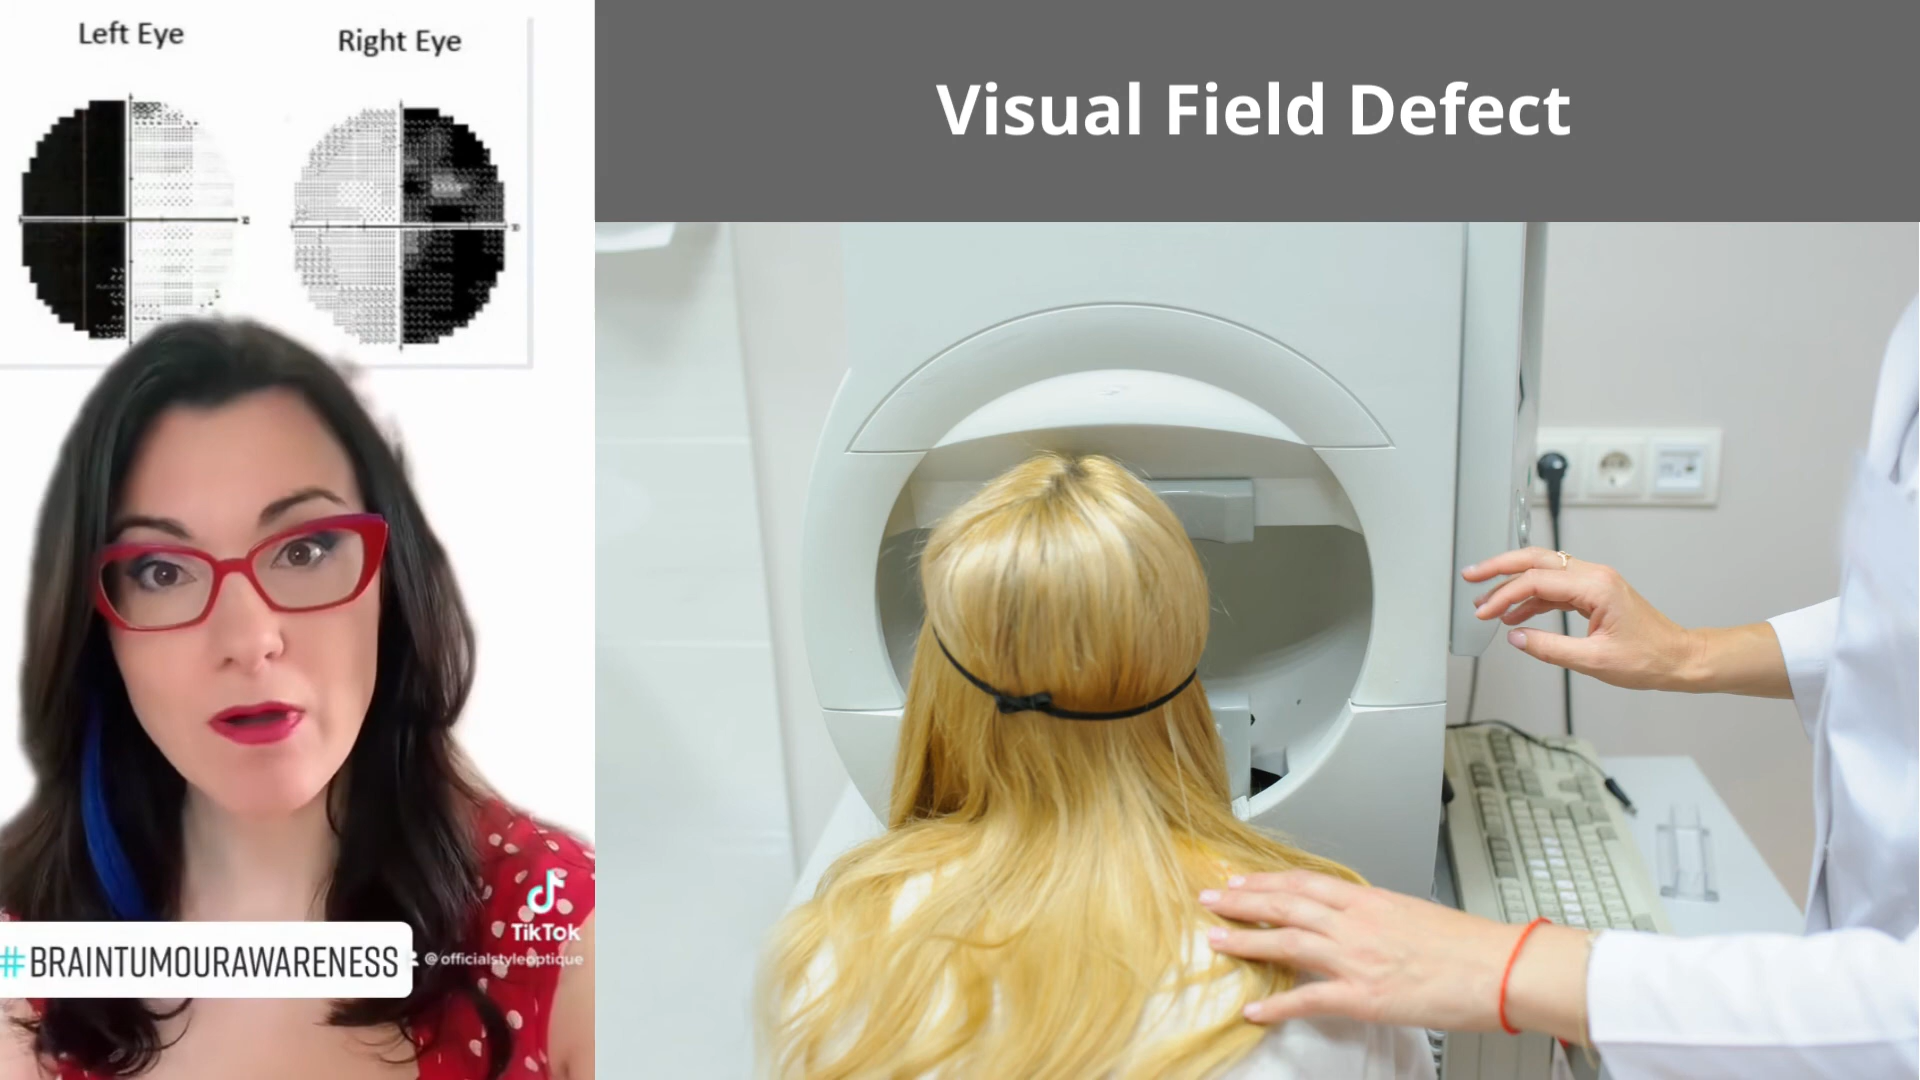 Left Eye
Right Eye
Visual Field Defect
TikTok
#BRAINTUMOURAWARENESS
@officialstyleoptique